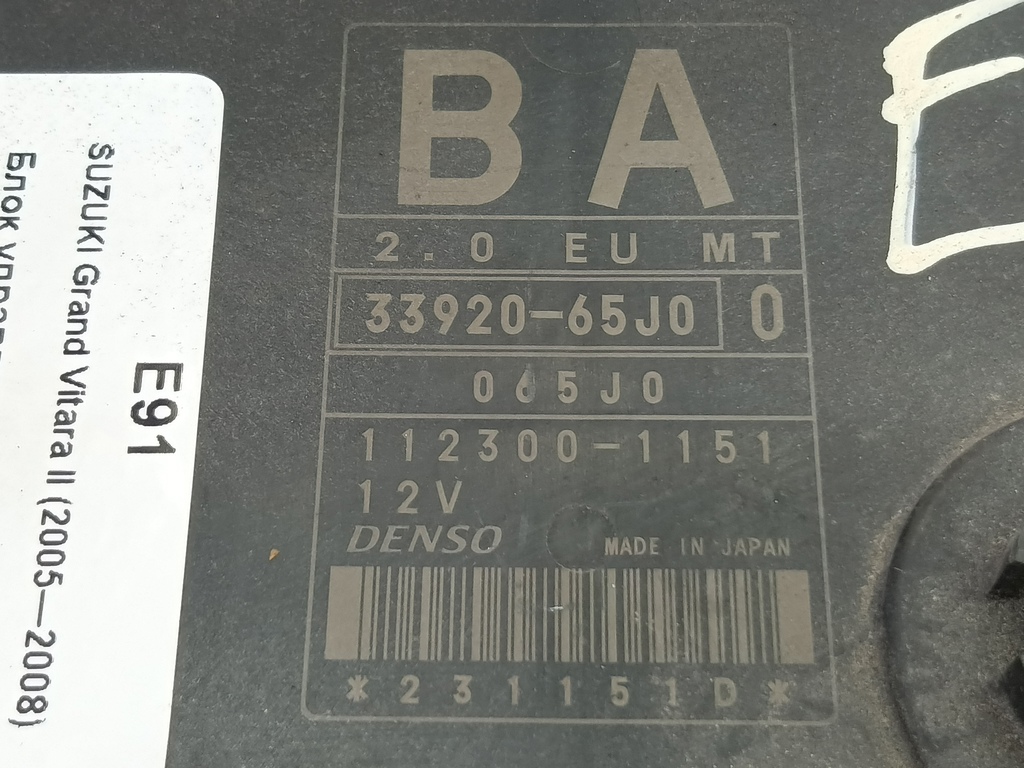 BA
2.0 EU MT
33920-65J0 0
065J0
112300-1151
12V
DENSO MADE IN JAPAN
*231151D*
E91
SUZUKI Grand Vitara II (2005—2008)
Блок
E